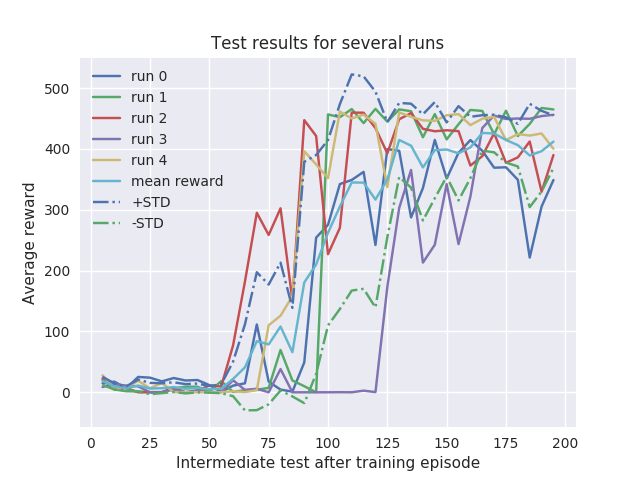 Test results for several runs
run 0
run 1
run 2
run 3
run 4
mean reward
+STD
-STD
Average reward
500
400
300
200
100
0
0 25 50 75 100 125 150 175 200
Intermediate test after training episode